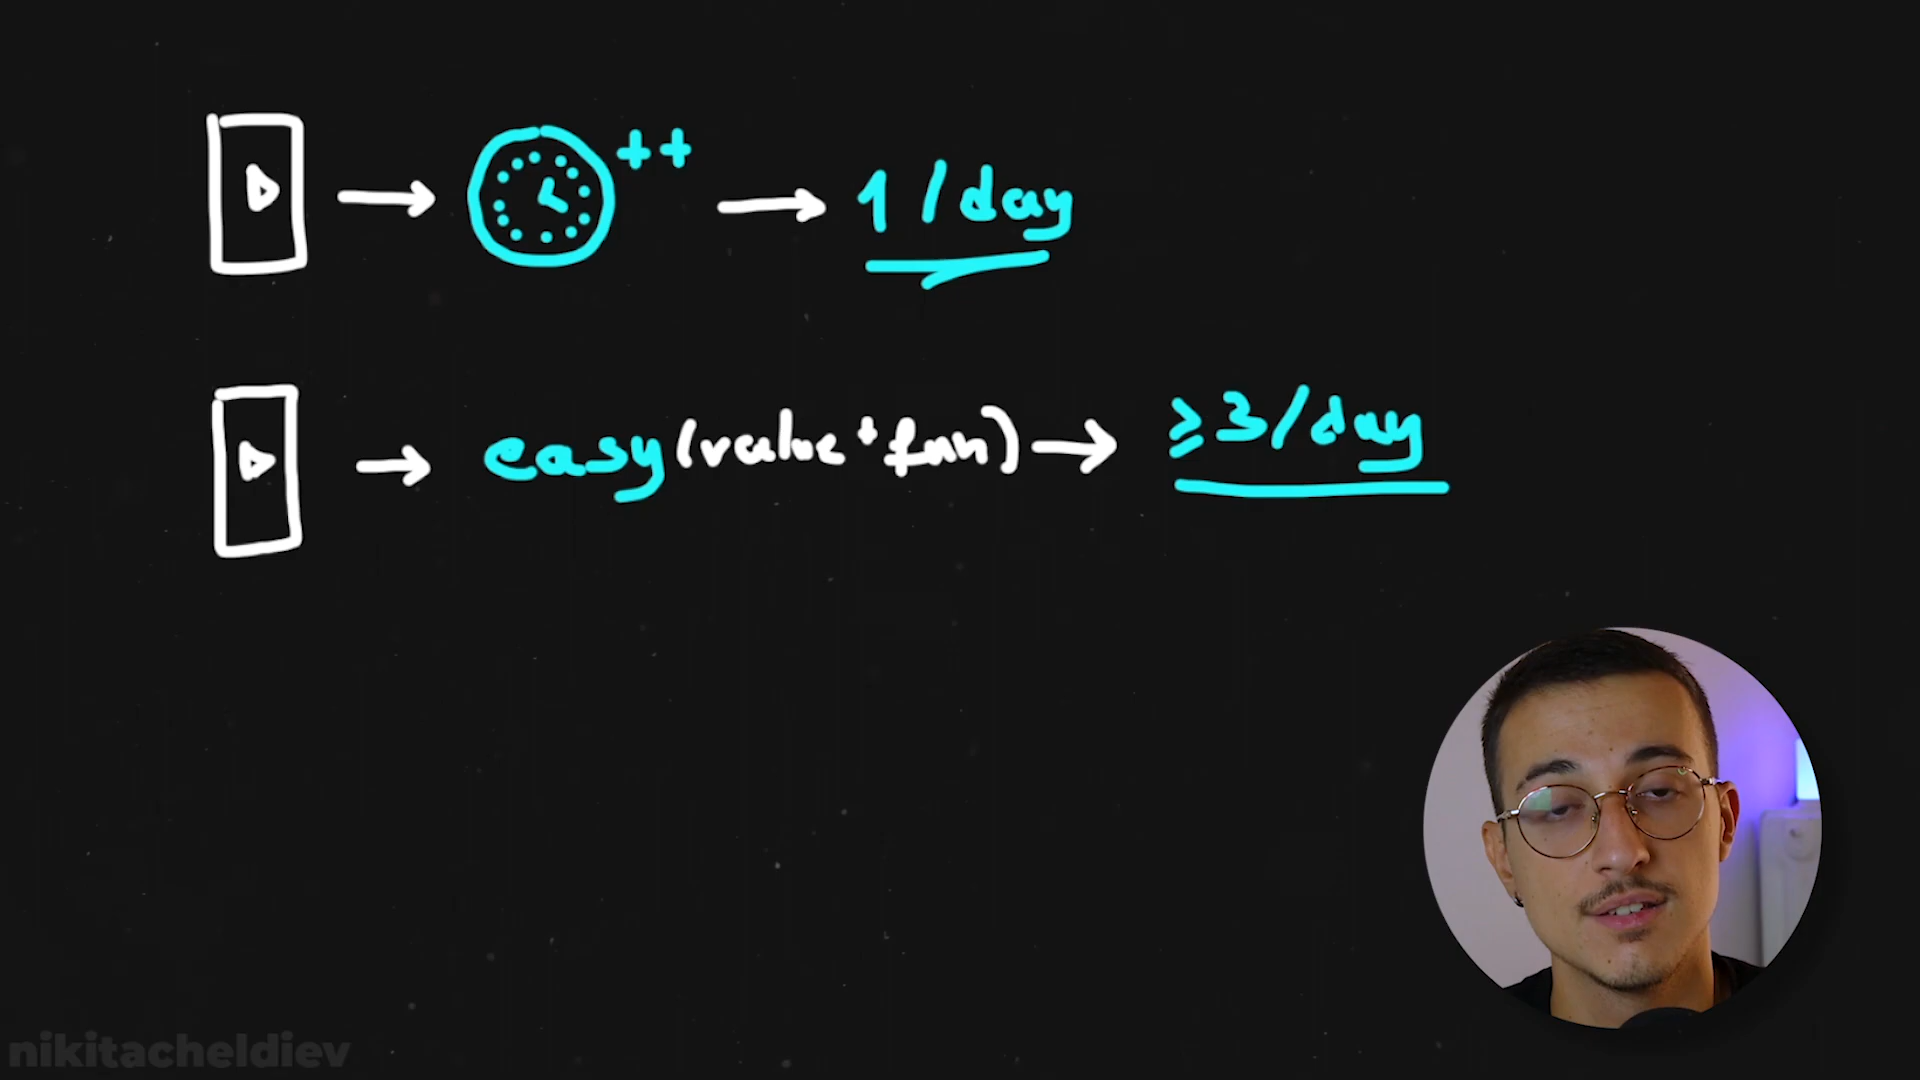 ++ 1/day
easy (value + fun) ≥3/day
nikitacheldiev